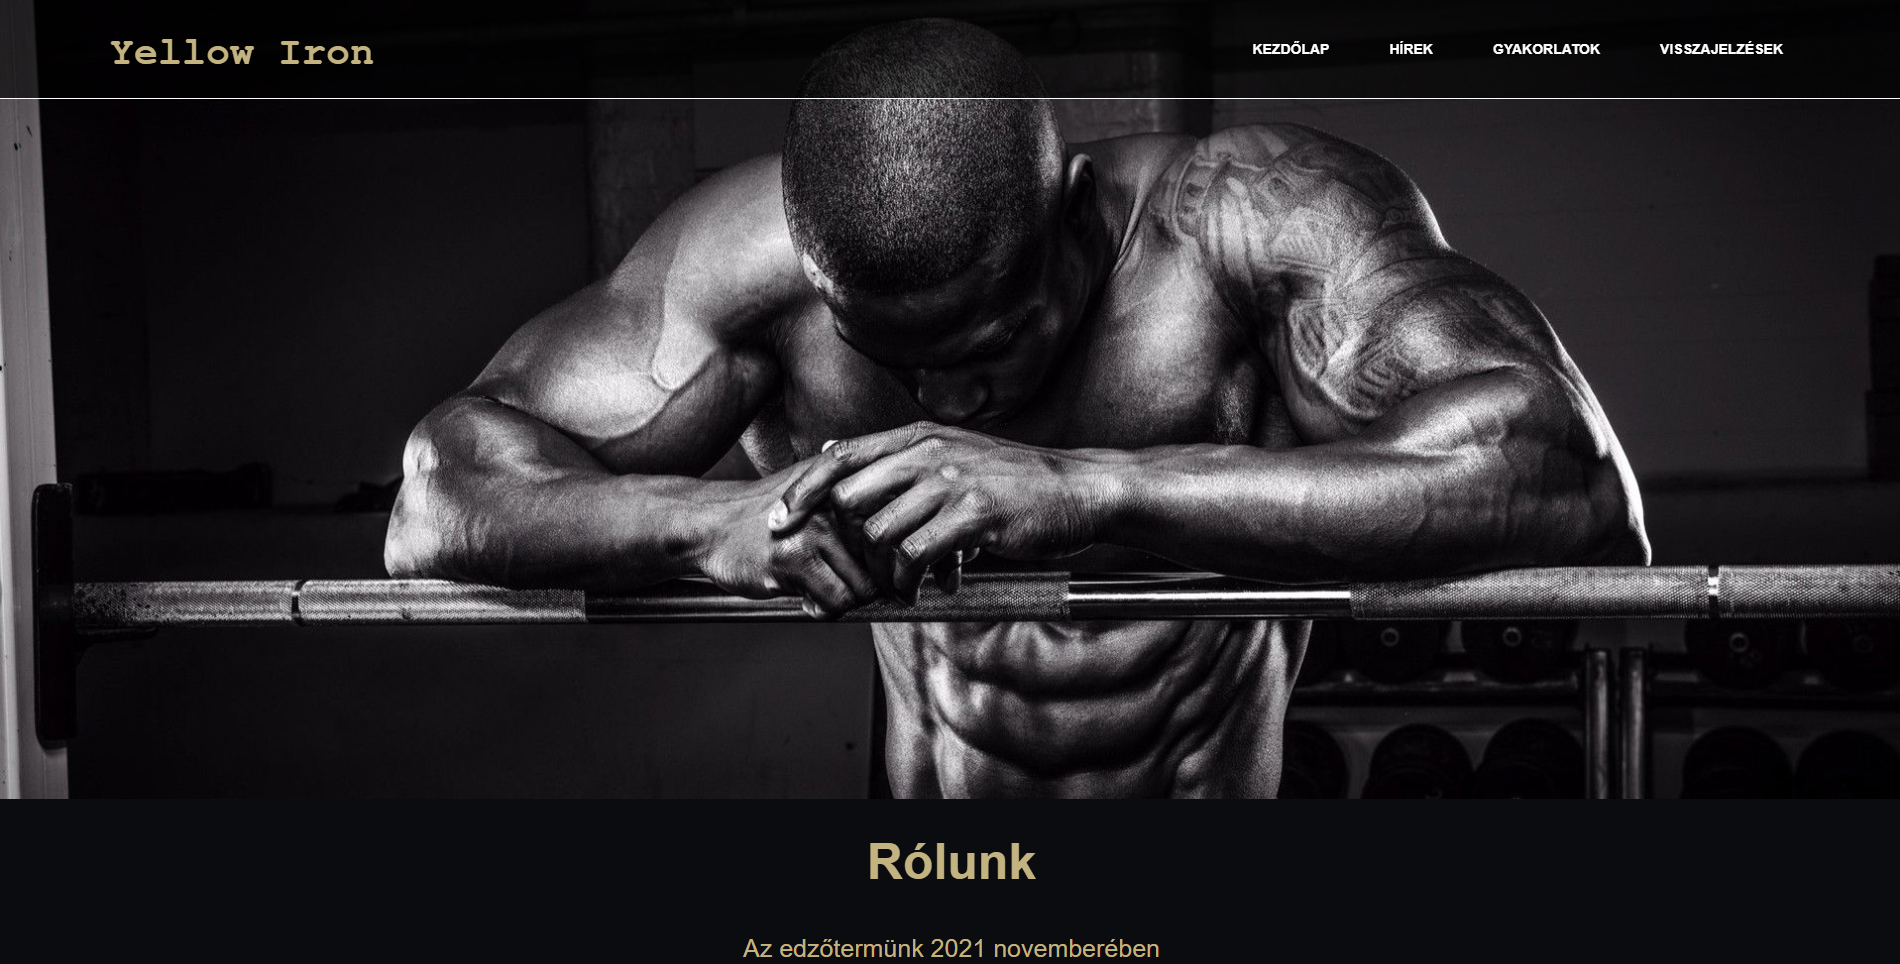 Yellow Iron
KEZDŐLAP HÍREK GYAKORLATOK VISSZAJELZÉSEK
Rólunk
Az edzőtermünk 2021 novemberében